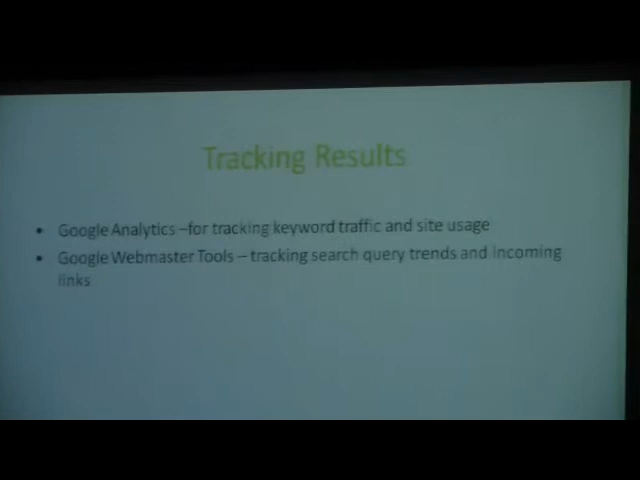 Tracking Results
• Google Analytics –for tracking keyword traffic and site usage
• Google Webmaster Tools – tracking search query trends and incoming
links